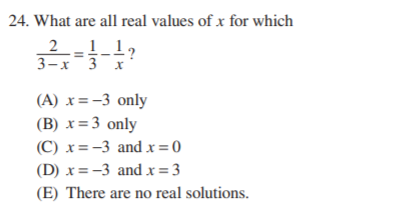 24. What are all real values of x for which
2/(3−x) = 1/3 − 1/x ?
(A) x = −3 only
(B) x = 3 only
(C) x = −3 and x = 0
(D) x = −3 and x = 3
(E) There are no real solutions.